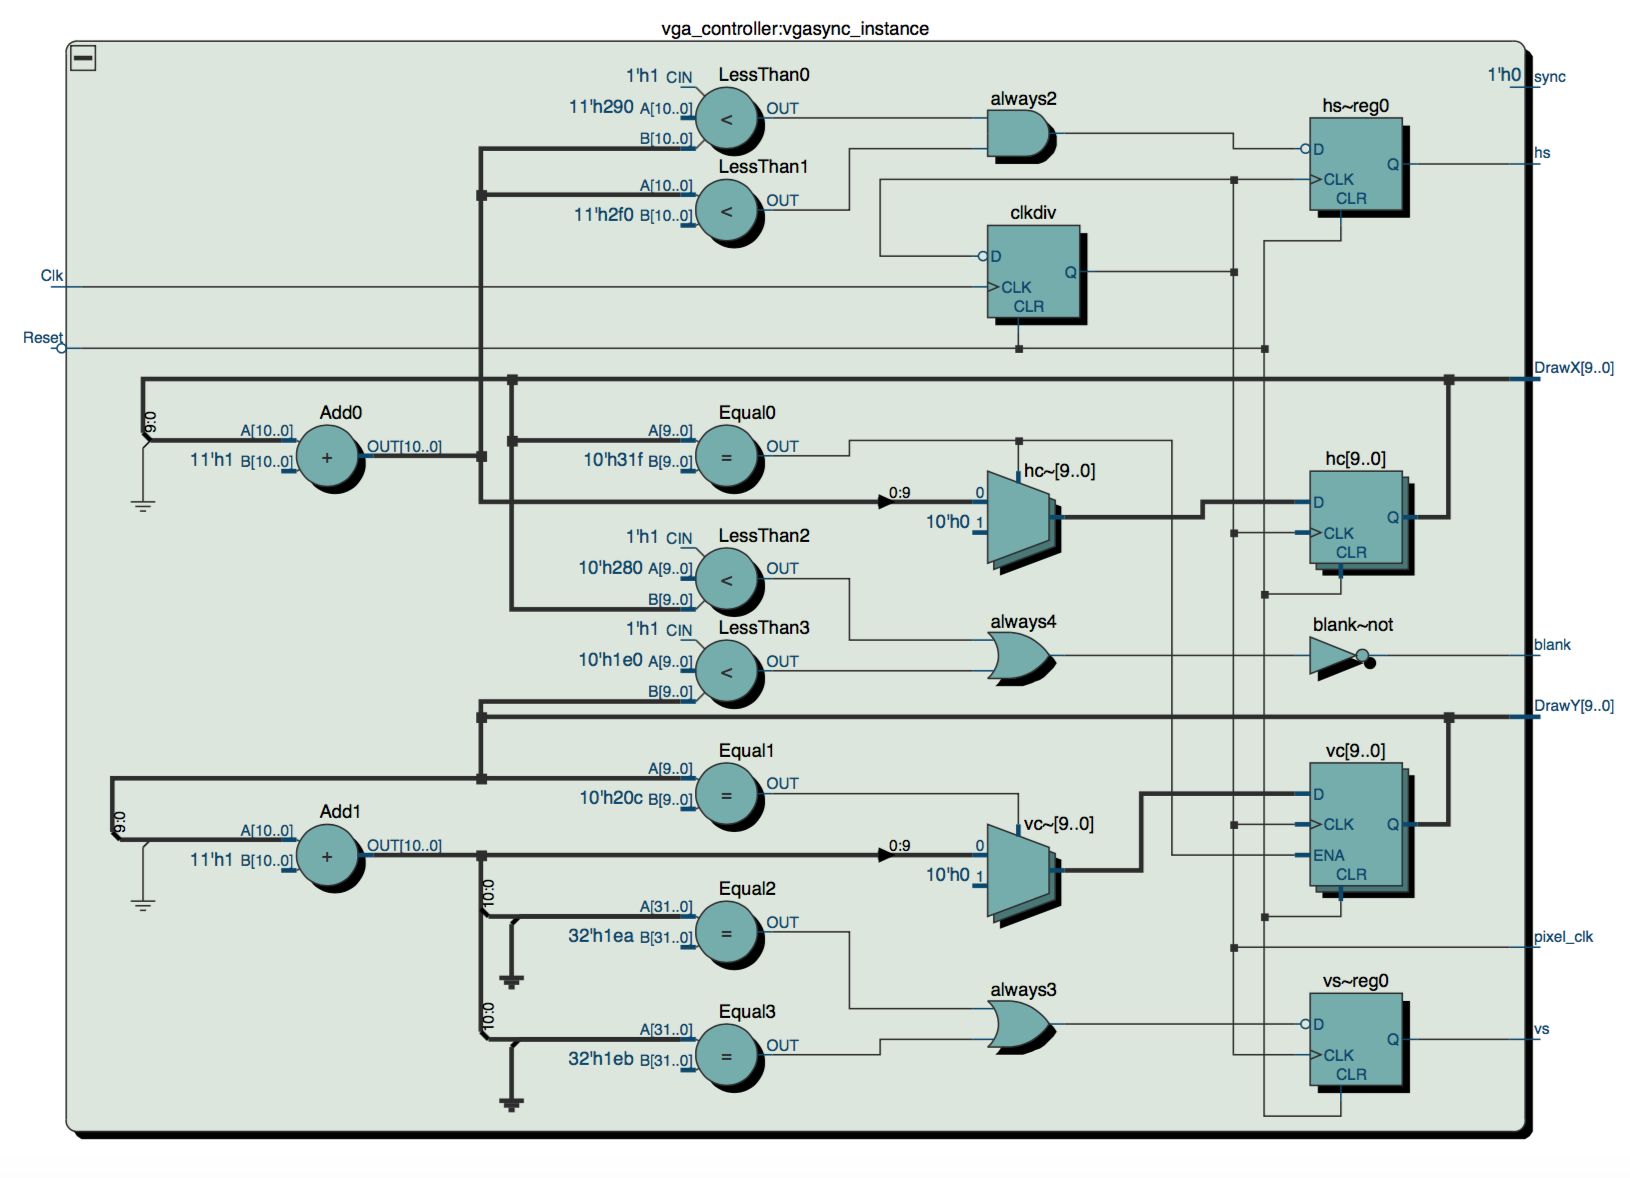 vga_controller:vgasync_instance
1'h1 CIN LessThan0
11'h290 A[10..0] < OUT
B[10..0]
LessThan1
A[10..0] < OUT
11'h2f0 B[10..0]
always2
hs~reg0
D
CLK
CLR
Q
1'h0 sync
hs
clkdiv
D
CLK
CLR
Q
Clk
Reset
DrawX[9..0]
9:0
Add0
A[10..0] + OUT[10..0]
11'h1 B[10..0]
Equal0
A[9..0] = OUT
10'h31f B[9..0]
0:9
hc~[9..0]
0
10'h0 1
hc[9..0]
D
CLK
CLR
Q
1'h1 CIN LessThan2
10'h280 A[9..0] < OUT
B[9..0]
1'h1 CIN LessThan3
10'h1e0 A[9..0] < OUT
B[9..0]
always4
blank~not
blank
DrawY[9..0]
Equal1
A[9..0] = OUT
10'h20c B[9..0]
9:0
Add1
A[10..0] + OUT[10..0]
11'h1 B[10..0]
0:9
vc~[9..0]
0
10'h0 1
vc[9..0]
D
CLK
ENA
CLR
Q
10:0
Equal2
A[31..0] = OUT
32'h1ea B[31..0]
10:0
Equal3
A[31..0] = OUT
32'h1eb B[31..0]
always3
pixel_clk
vs~reg0
D
CLK
CLR
Q
vs